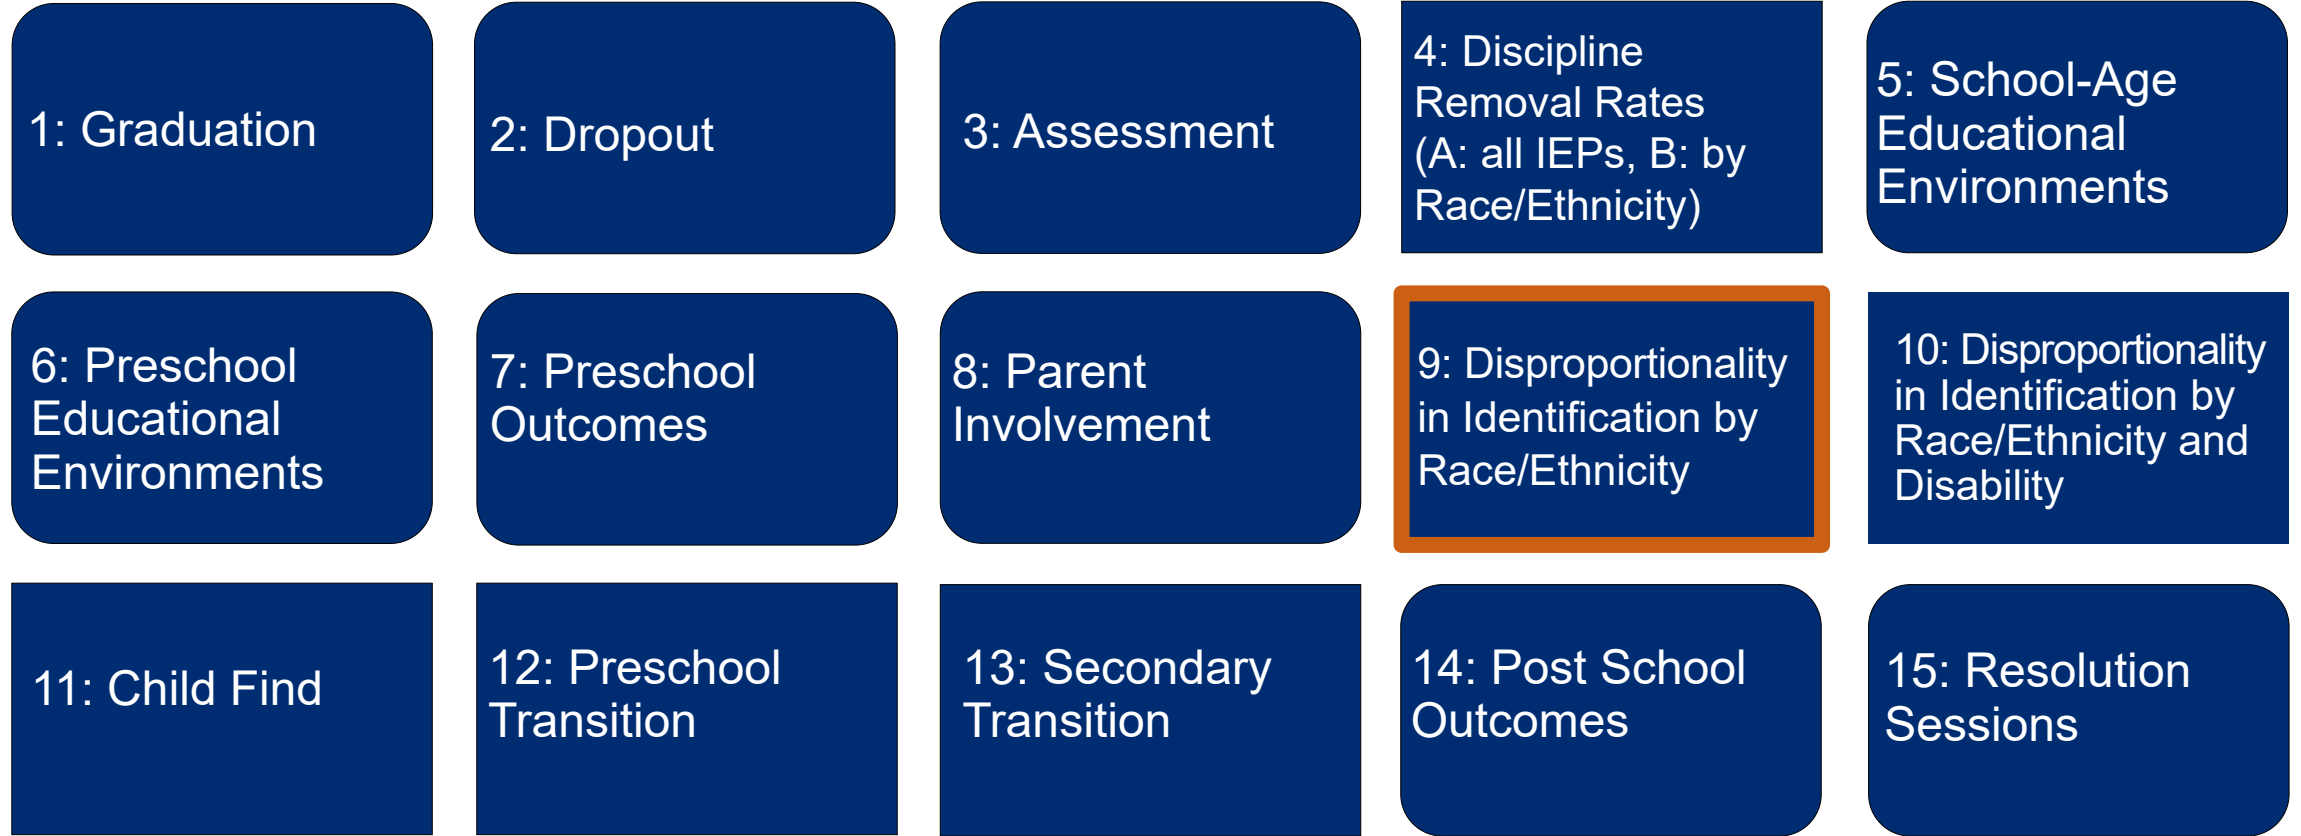 1: Graduation
2: Dropout
3: Assessment
4: Discipline
Removal Rates
(A: all IEPs, B: by
Race/Ethnicity)
5: School-Age
Educational
Environments
6: Preschool
Educational
Environments
7: Preschool
Outcomes
8: Parent
Involvement
9: Disproportionality
in Identification by
Race/Ethnicity
10: Disproportionality
in Identification by
Race/Ethnicity and
Disability
11: Child Find
12: Preschool
Transition
13: Secondary
Transition
14: Post School
Outcomes
15: Resolution
Sessions